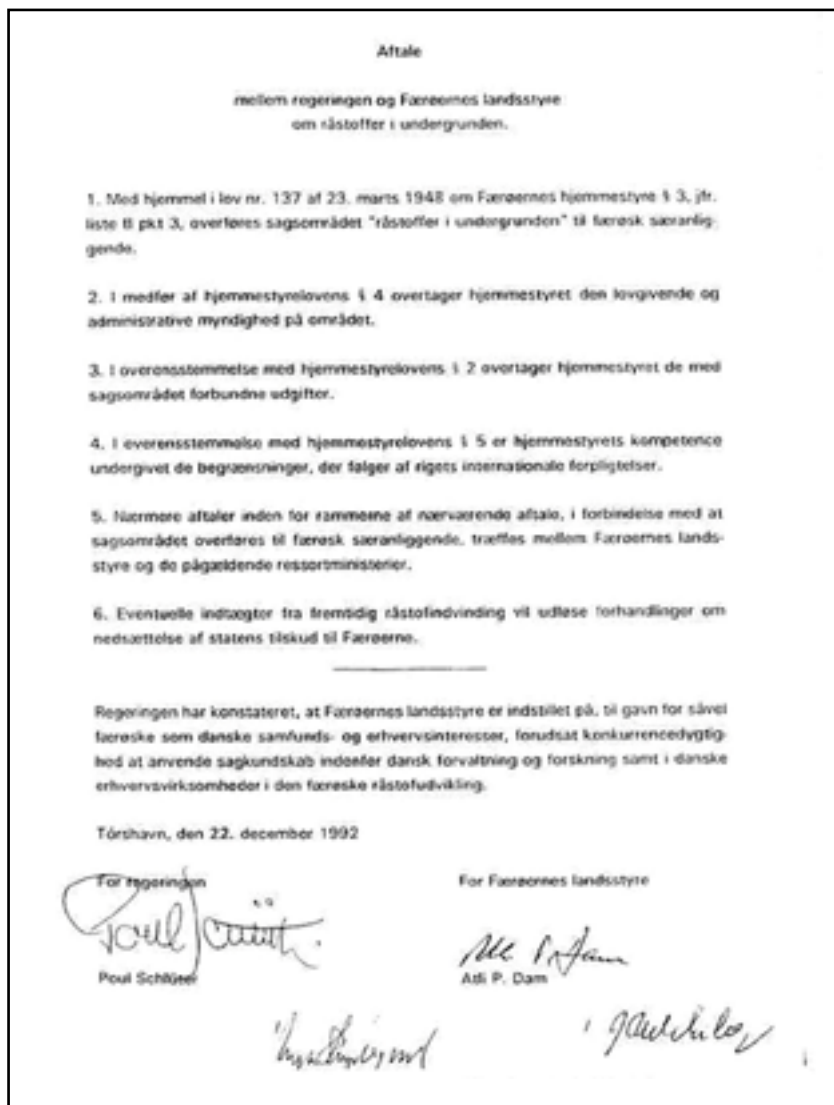 Aftale
mellem regeringen og Færøernes landsstyre
om råstoffer i undergrunden.
1. Med hjemmel i lov nr. 137 af 23. marts 1948 om Færøernes hjemmestyre § 3, jfr.
liste B pkt 3, overføres sagsområdet "råstoffer i undergrunden" til færøsk særanlig-
gende.
2. I medfør af hjemmestyrelovens § 4 overtager hjemmestyret den lovgivende og
administrative myndighed på området.
3. I overensstemmelse med hjemmestyrelovens § 2 overtager hjemmestyret de med
sagsområdet forbundne udgifter.
4. I overensstemmelse med hjemmestyrelovens § 5 er hjemmestyrets kompetence
undergivet de begrænsninger, der følger af rigets internationale forpligtelser.
5. Nærmere aftaler inden for rammerne af nærværende aftale, i forbindelse med at
sagsområdet overføres til færøsk særanliggende, træffes mellem Færøernes lands-
styre og de pågældende ressortministerier.
6. Eventuelle indtægter fra fremtidig råstofindvinding vil udløse forhandlinger om
nedsættelse af statens tilskud til Færøerne.
Regeringen har konstateret, at Færøernes landsstyre er indstillet på, til gavn for såvel
færøske som danske samfunds- og erhvervsinteresser, forudsat konkurrencedygtig-
hed at anvende sagkundskab indenfor dansk forvaltning og forskning samt i danske
erhvervsvirksomheder i den færøske råstofudvikling.
Tórshavn, den 22. december 1992
For regeringen
For Færøernes landsstyre
Poul Schlüter
Atli P. Dam